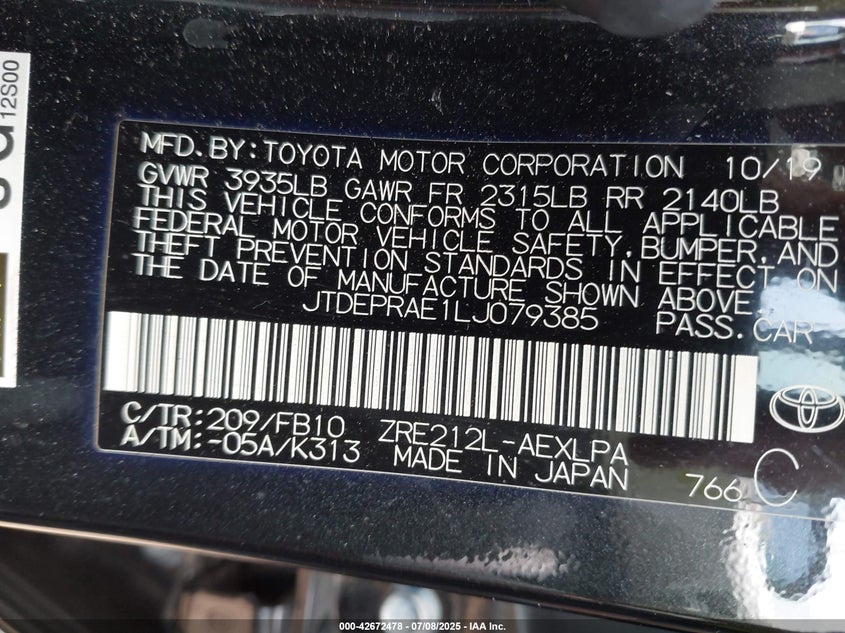 12S00
MFD. BY: TOYOTA MOTOR CORPORATION 10/19
GVWR 3935LB GAWR FR 2315LB RR 2140LB
THIS VEHICLE CONFORMS TO ALL APPLICABLE
FEDERAL MOTOR VEHICLE SAFETY, BUMPER, AND
THEFT PREVENTION STANDARDS IN EFFECT ON
THE DATE OF MANUFACTURE SHOWN ABOVE.
JTDEPRAE1LJ079385 PASS. CAR
C/TR: 209/FB10 ZRE212L-AEXLPA
A/TM: -05A/K313 MADE IN JAPAN 766 C
000-42672478 - 07/08/2025 - IAA Inc.